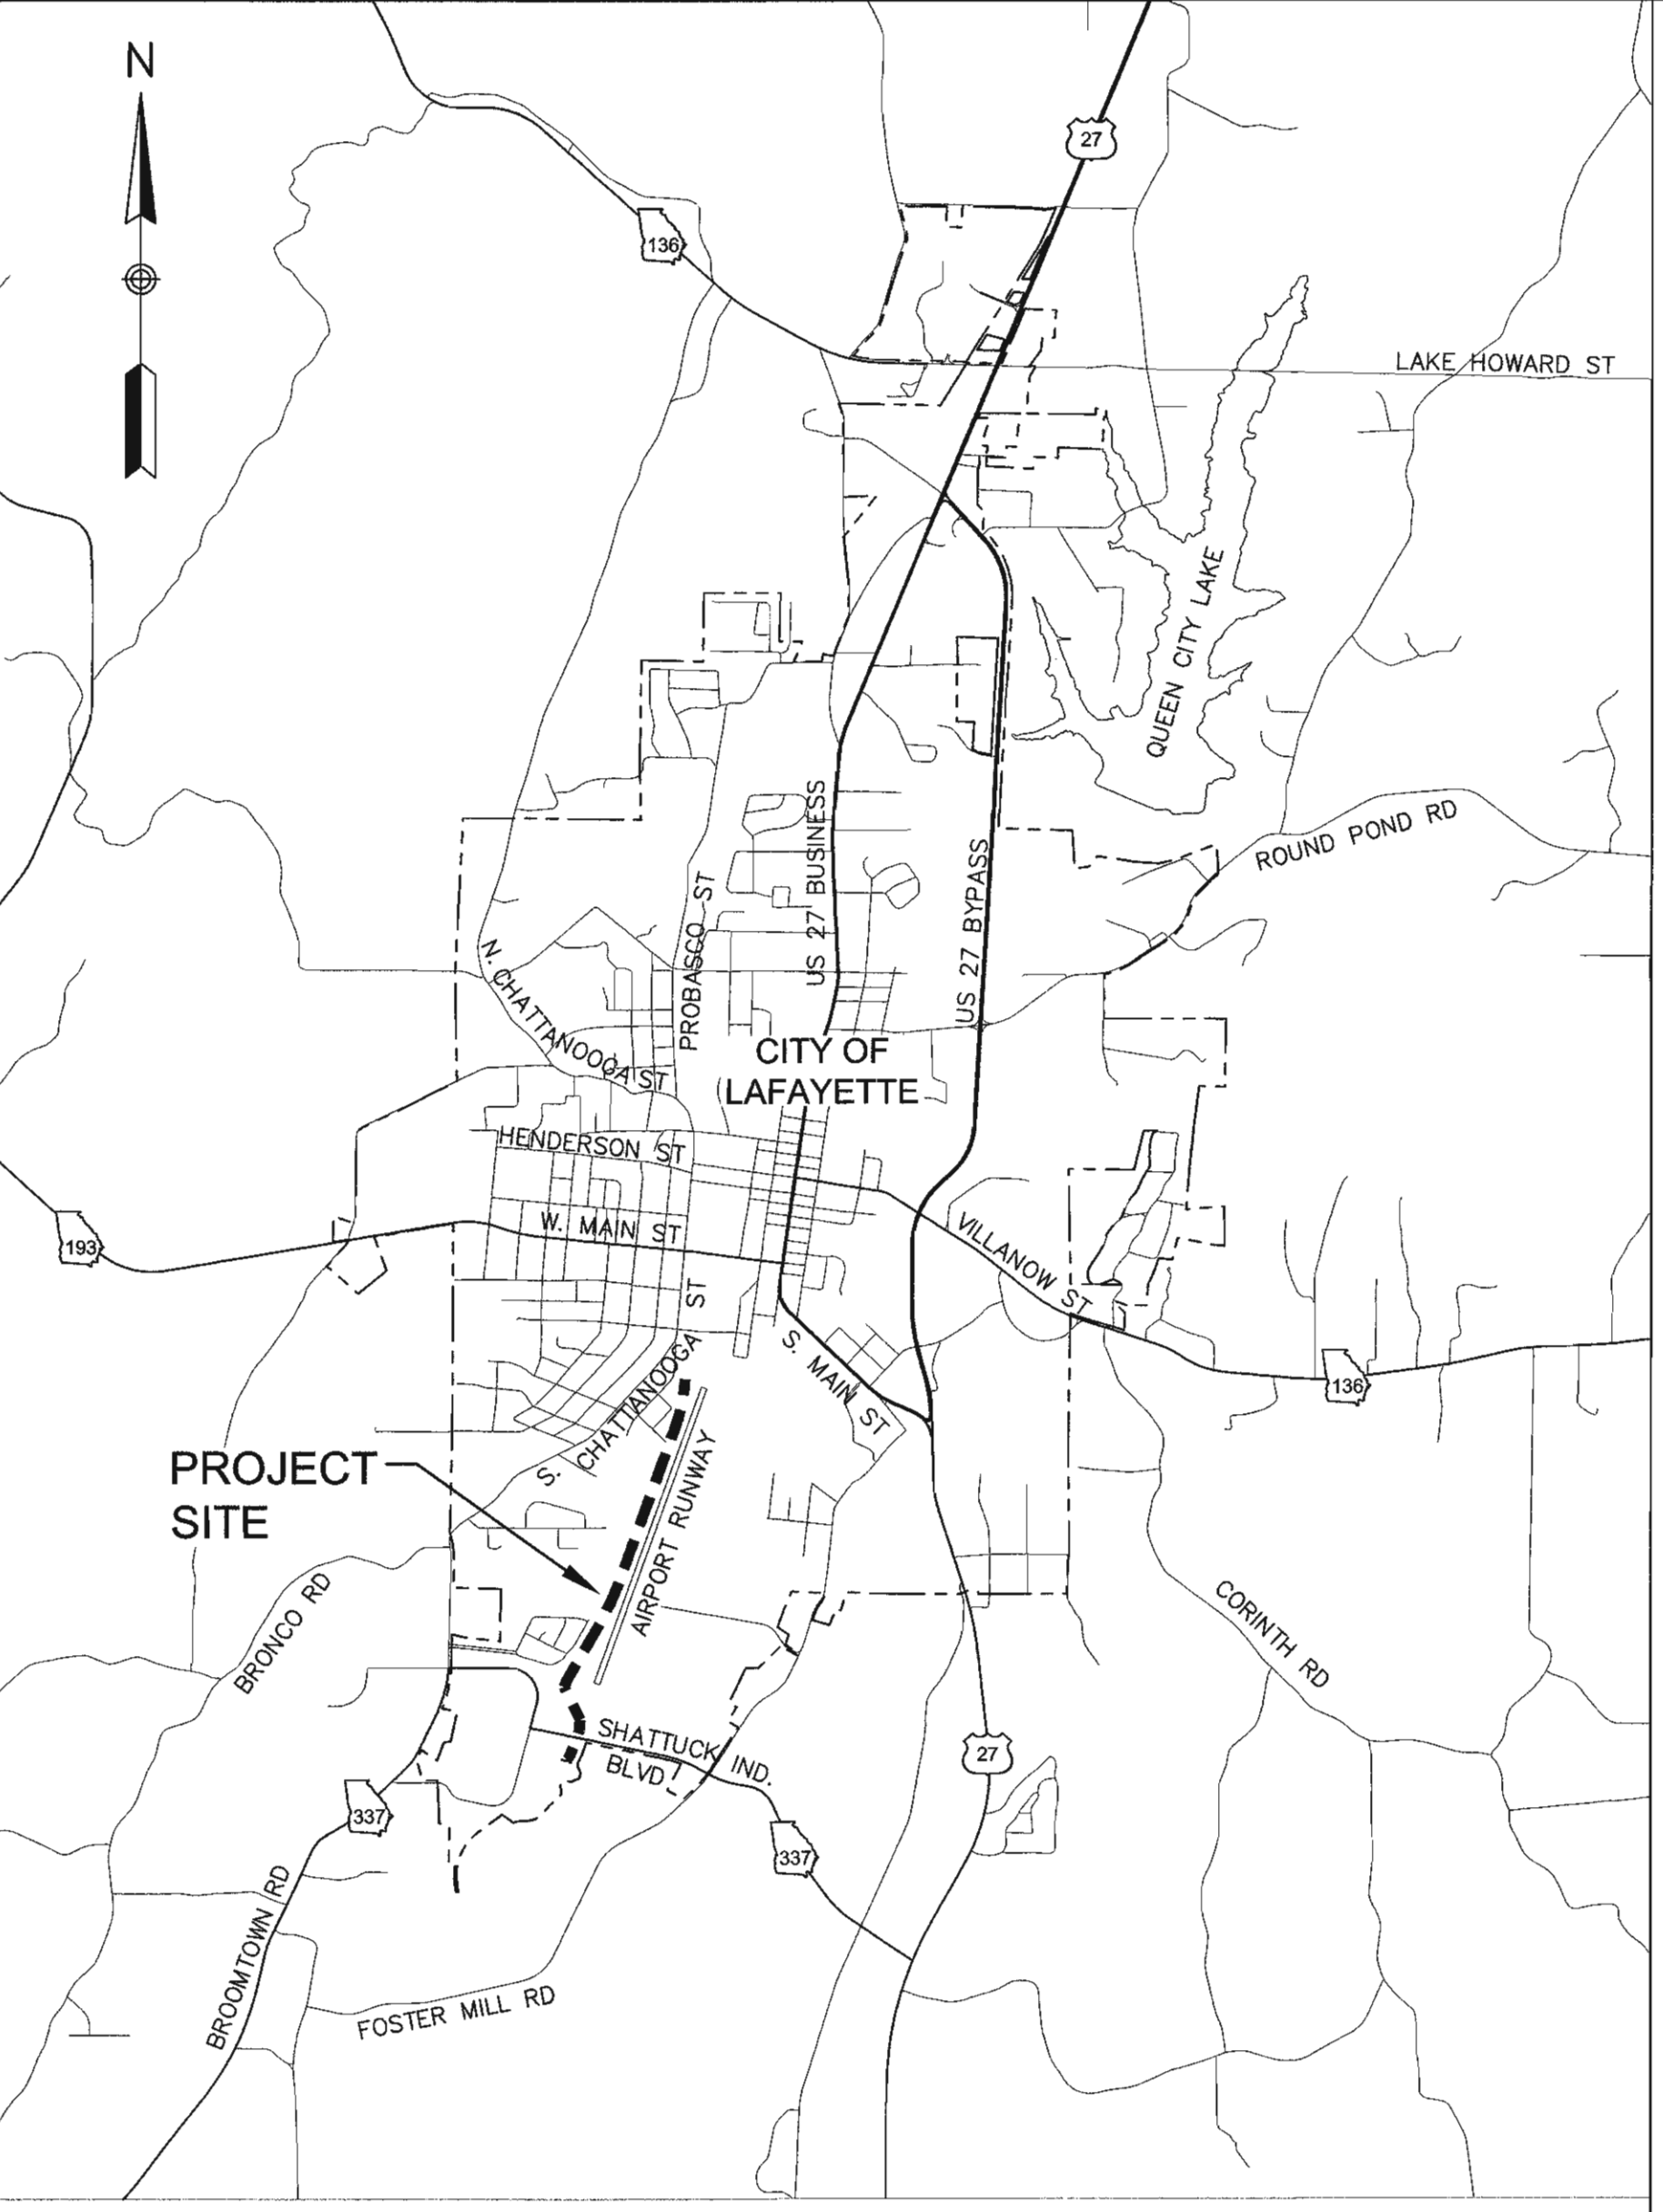 N
27
136
LAKE HOWARD ST
QUEEN CITY LAKE
ROUND POND RD
US 27 BUSINESS
PROBASCO ST
US 27 BYPASS
N. CHATTANOOGA ST
CITY OF
LAFAYETTE
HENDERSON ST
193
W. MAIN ST
VILLANOW ST
S. CHATTANOOGA ST
S. MAIN ST
136
PROJECT
SITE
AIRPORT RUNWAY
BRONCO RD
CORINTH RD
SHATTUCK IND.
BLVD
27
337
337
BROOMTOWN RD
FOSTER MILL RD